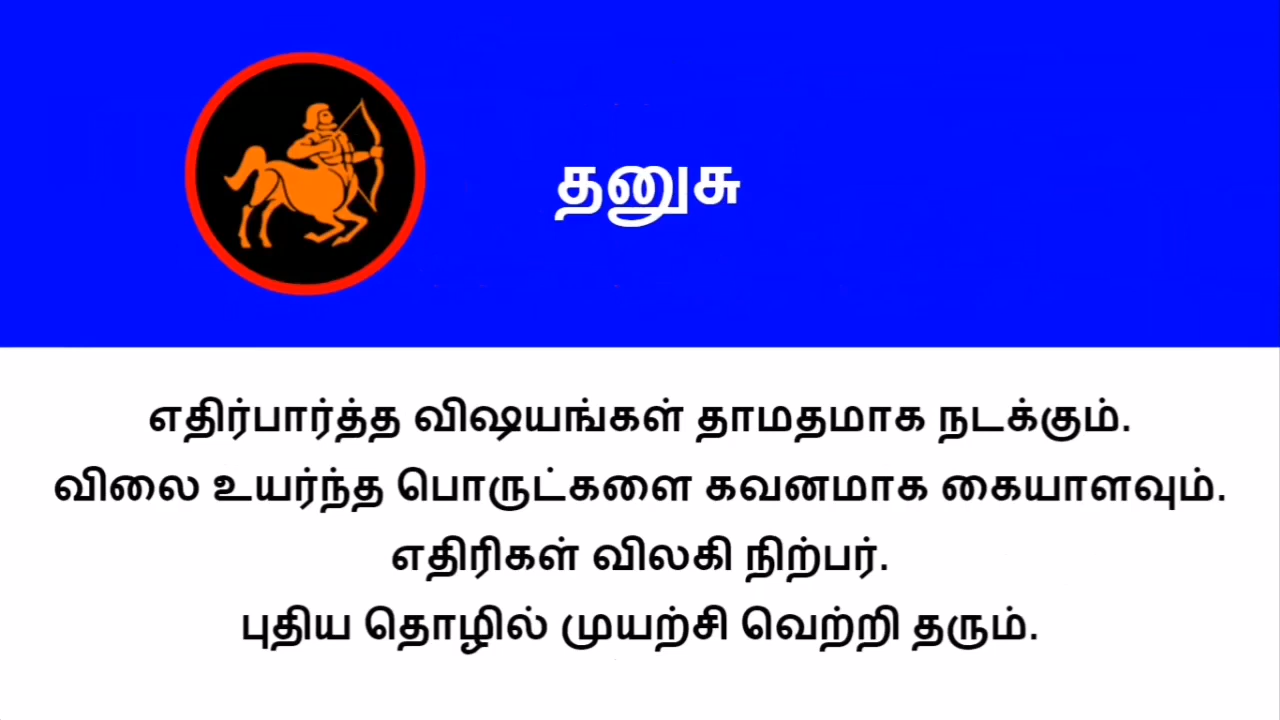 தனுசு
எதிர்பார்த்த விஷயங்கள் தாமதமாக நடக்கும்.
விலை உயர்ந்த பொருட்களை கவனமாக கையாளவும்.
எதிரிகள் விலகி நிற்பர்.
புதிய தொழில் முயற்சி வெற்றி தரும்.